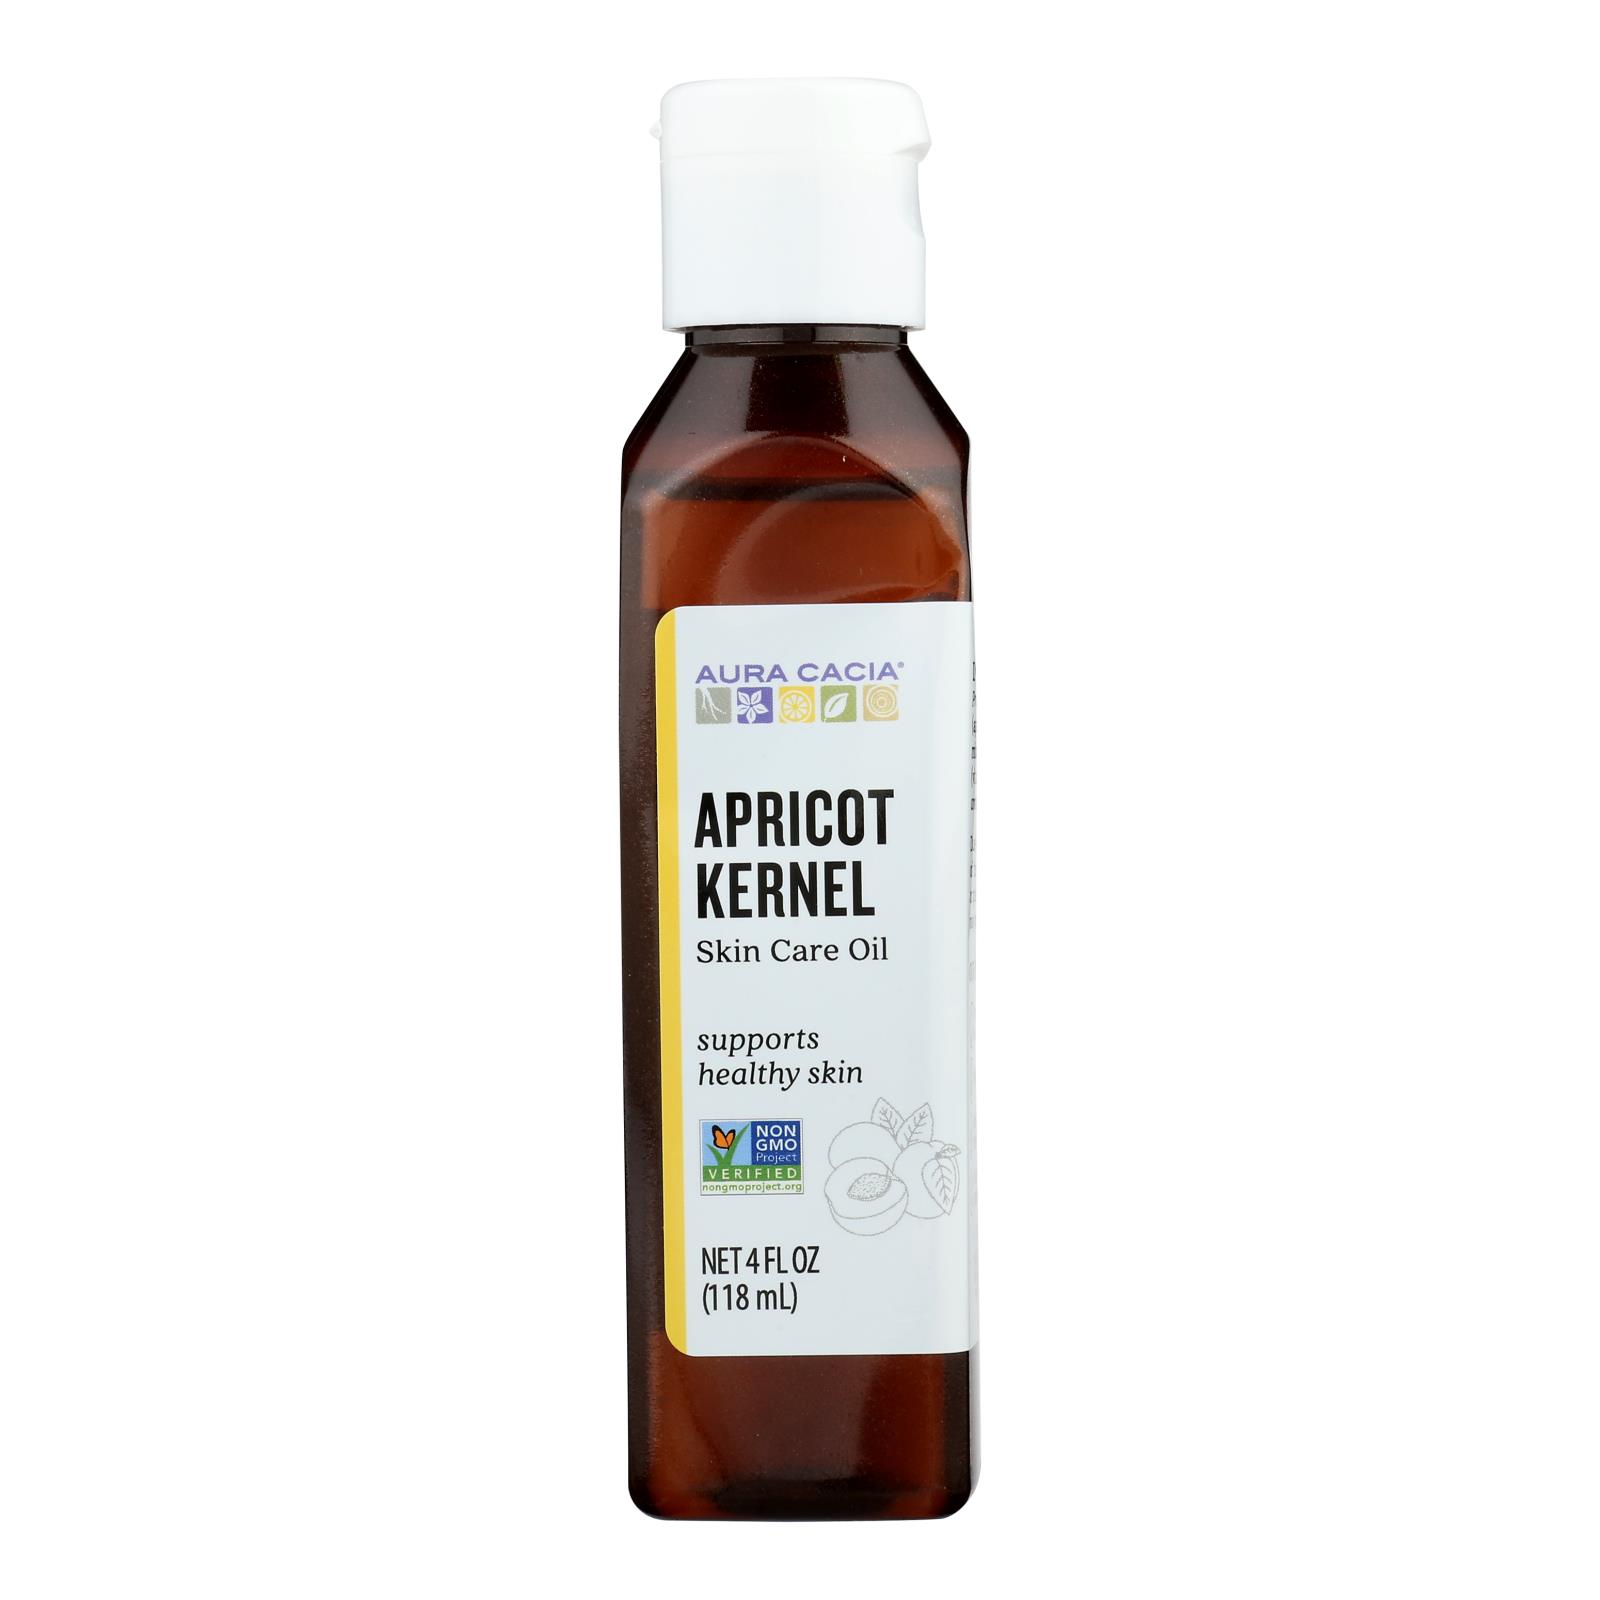 AURA CACIA®
APRICOT
KERNEL
Skin Care Oil
supports
healthy skin
NON
GMO
Project
VERIFIED
nongmoproject.org
NET 4 FL OZ
(118 mL)